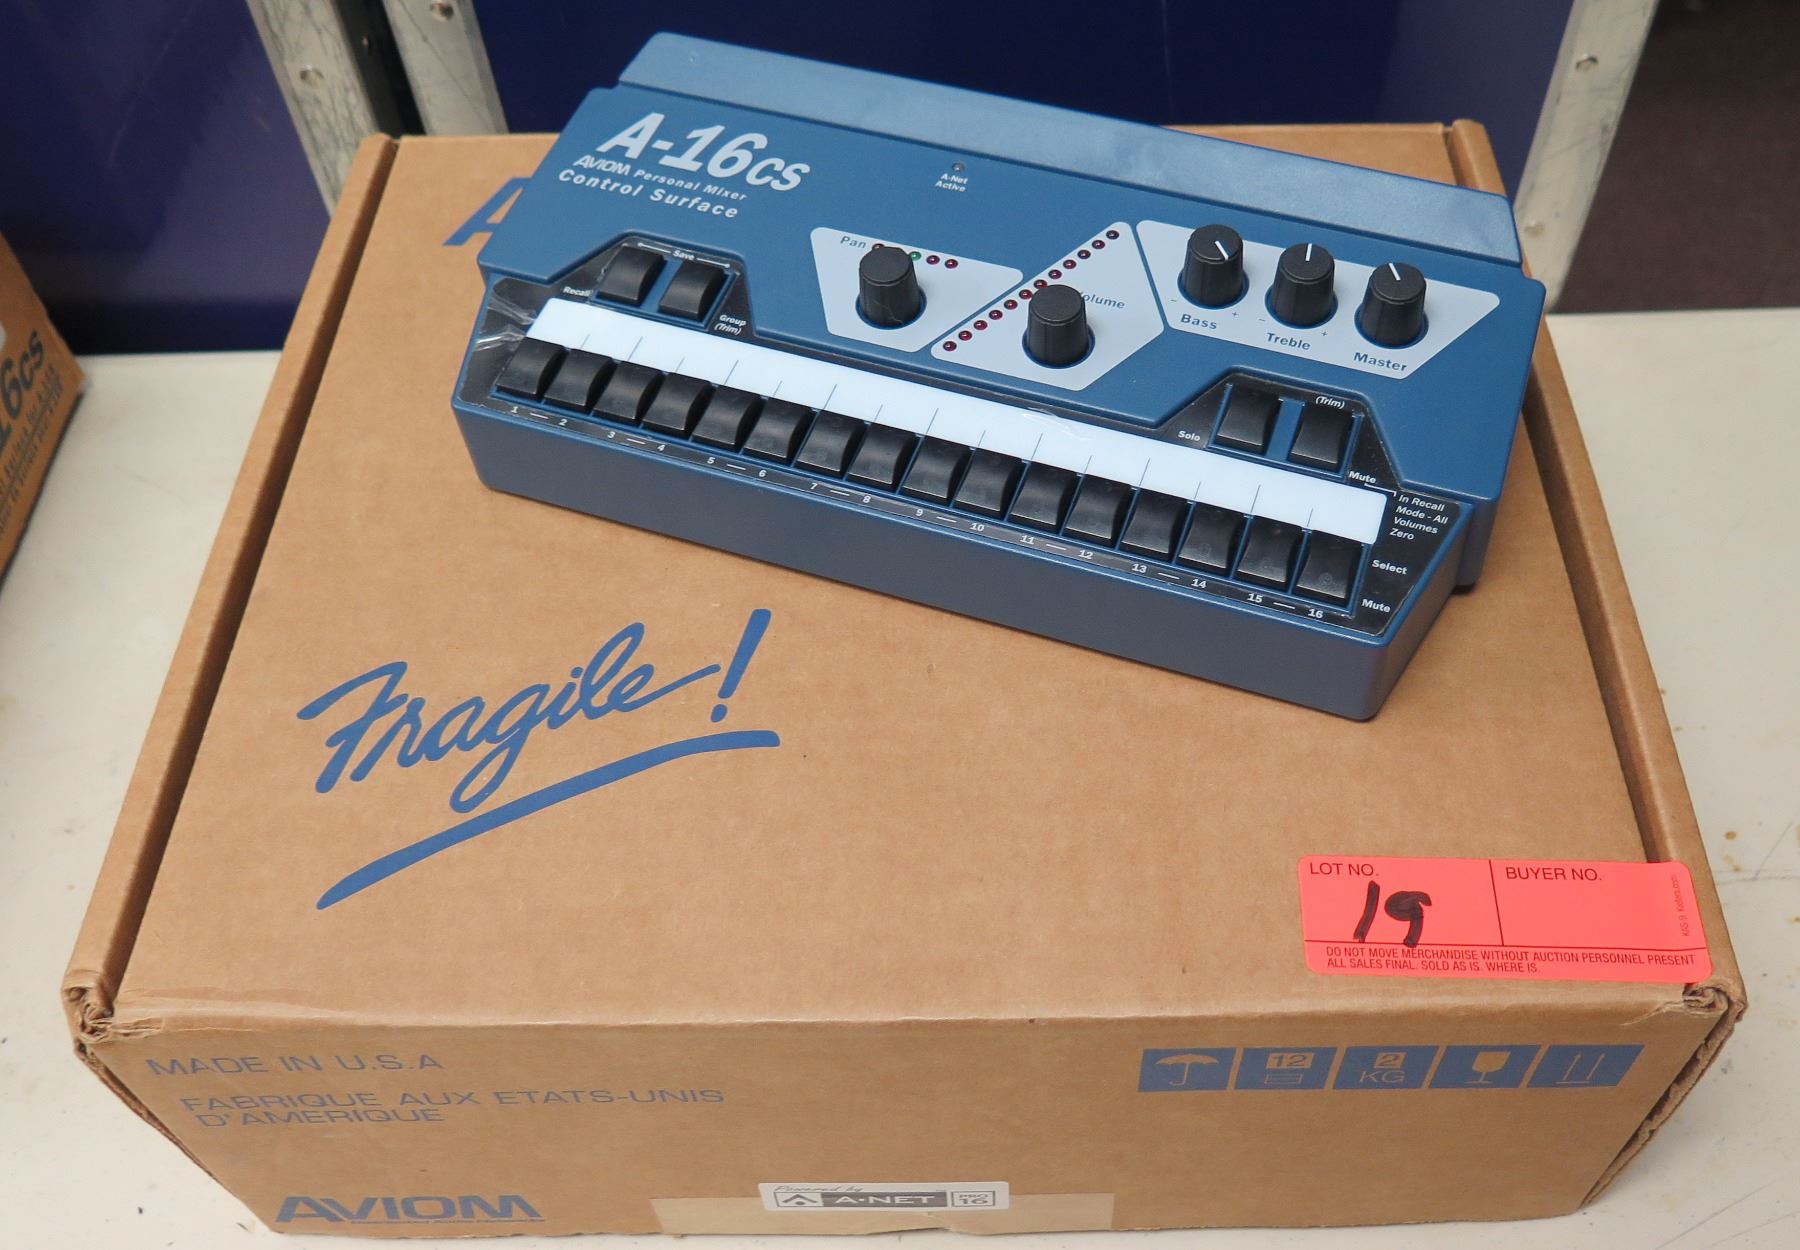 A-16cs
AVIOM Personal Mixer
Control Surface
A-Net
Active
Pan
Volume
Bass
Treble
Master
- +
- +
Save
Recall
Group
(Trim)
(Trim)
Solo
Mute
In Recall
Mode - All
Volumes
Zero
Select
Mute
1 — 2 3 — 4 5 — 6 7 — 8 9 — 10 11 — 12 13 — 14 15 — 16
A
16cs
Fragile!
LOT NO.
19
BUYER NO.
DO NOT MOVE MERCHANDISE WITHOUT AUCTION PERSONNEL PRESENT
ALL SALES FINAL. SOLD AS IS. WHERE IS.
MADE IN U.S.A
FABRIQUE AUX ETATS-UNIS
D'AMERIQUE
12
2
KG
AVIOM
Powered by
A-NET
PRO
16